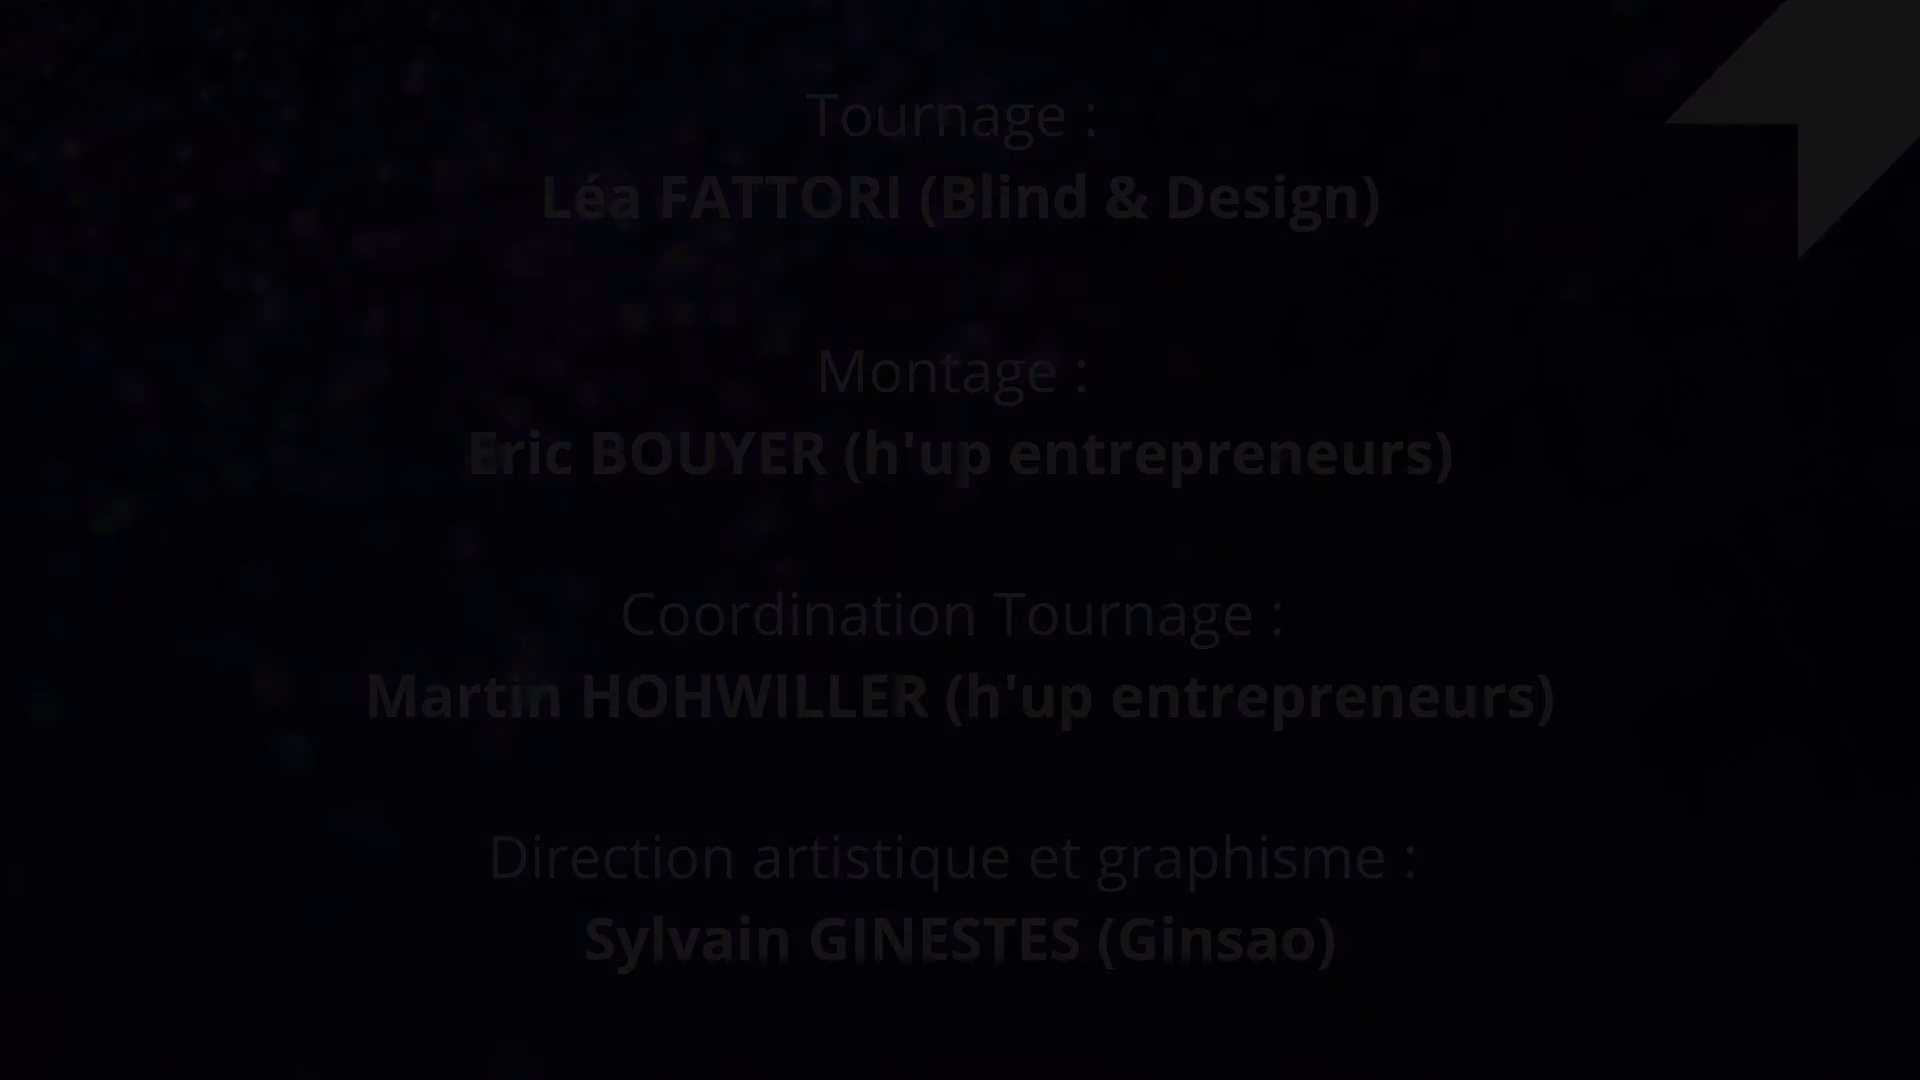 Tournage :
Léa FATTORI (Blind & Design)
Montage :
Eric BOUYER (h'up entrepreneurs)
Coordination Tournage :
Martin HOHWILLER (h'up entrepreneurs)
Direction artistique et graphisme :
Sylvain GINESTES (Ginsao)